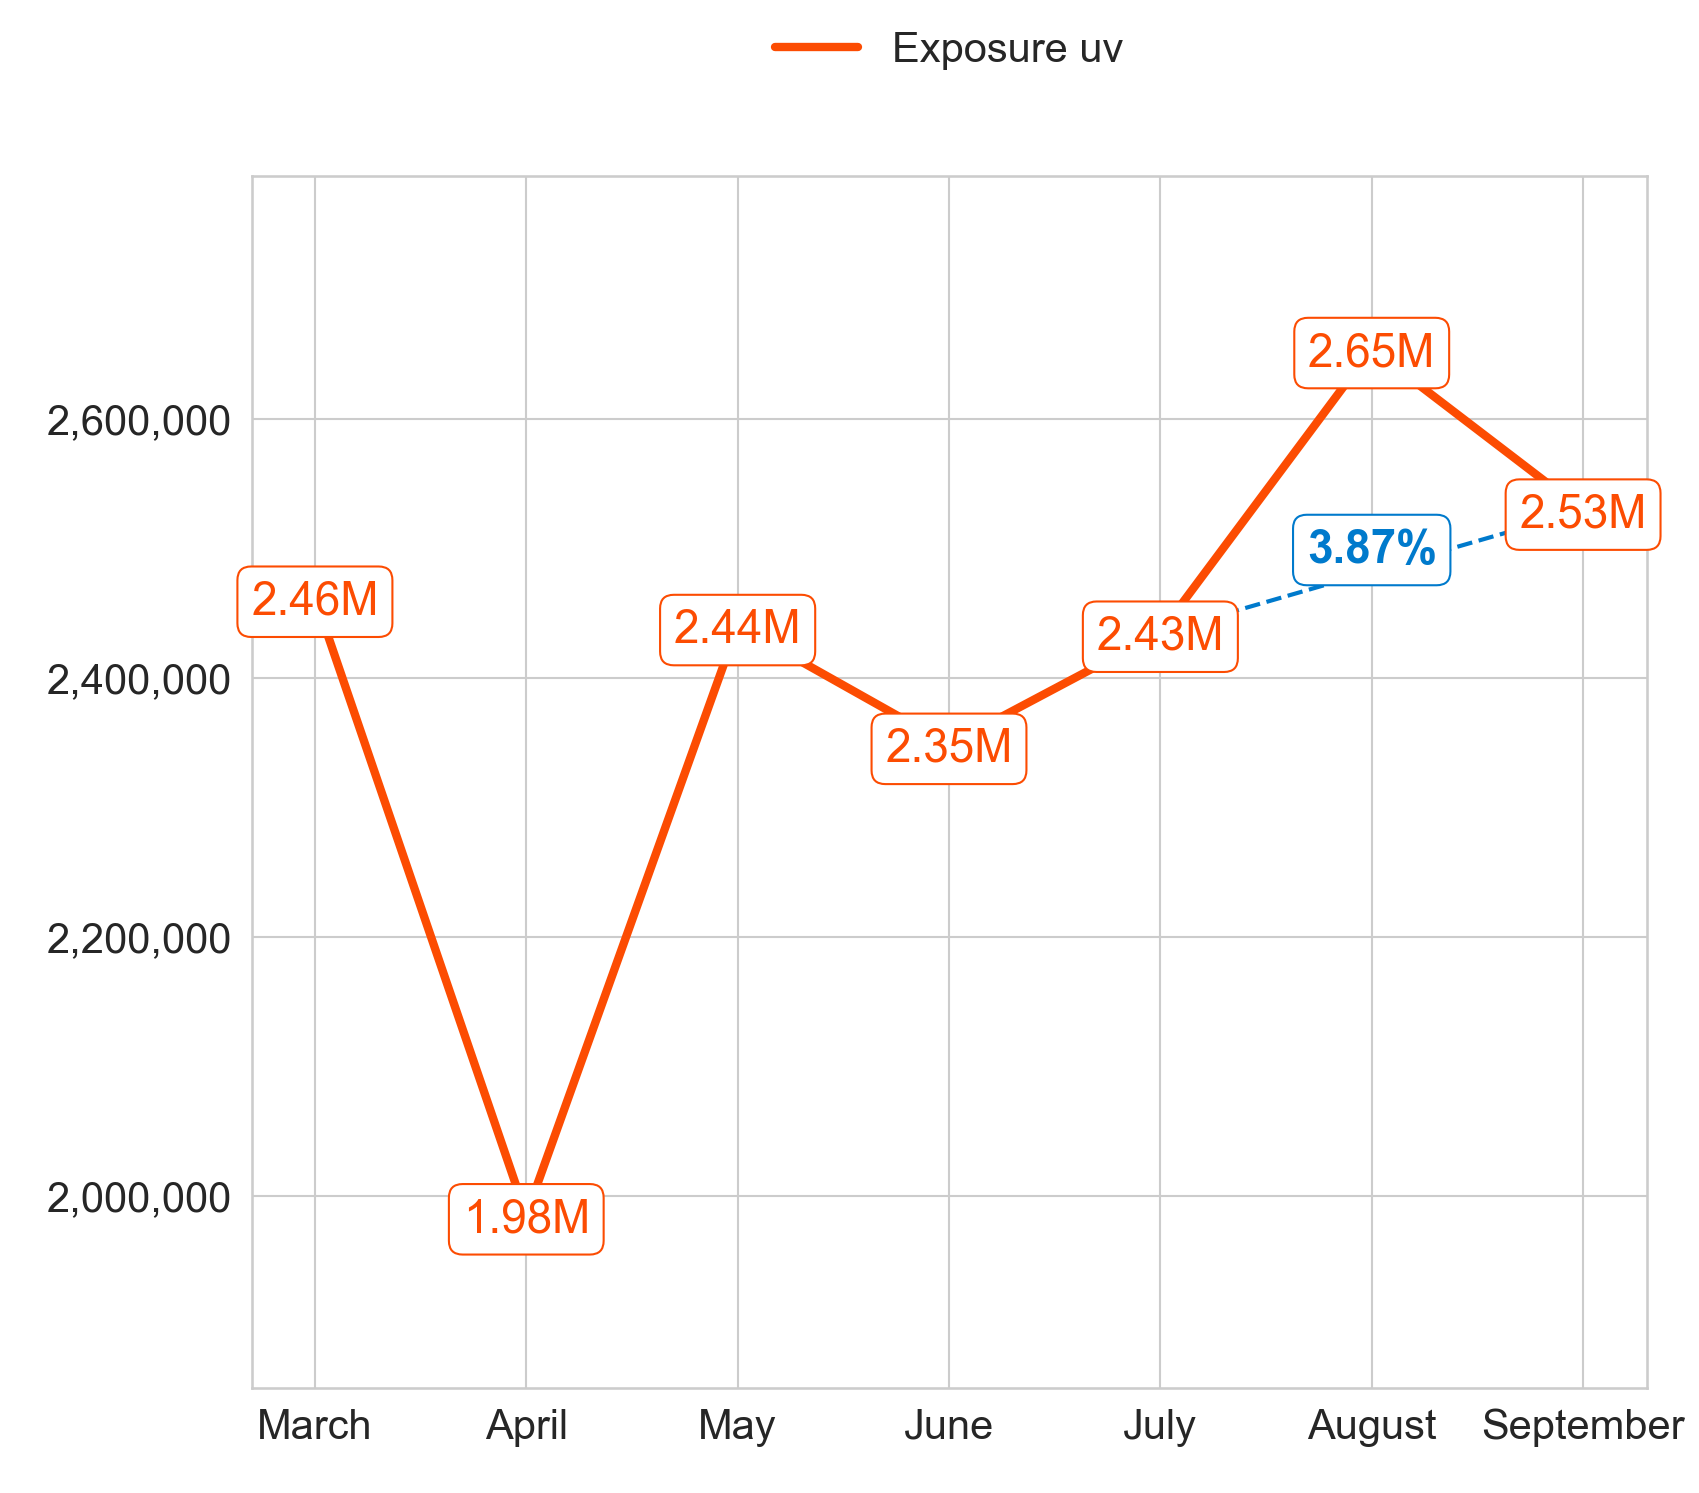 Exposure uv
2.65M
2,600,000
2.53M
3.87%
2.46M
2.44M
2.43M
2,400,000
2.35M
2,200,000
2,000,000
1.98M
March April May June July August September